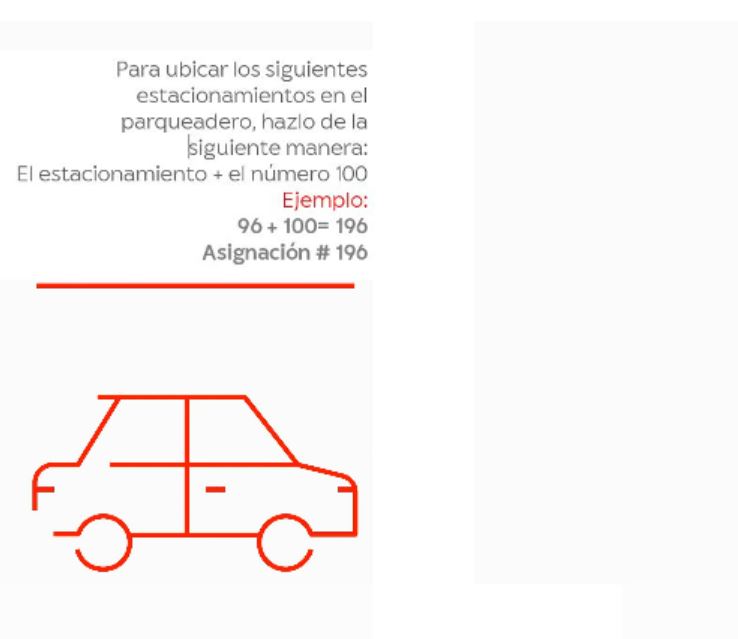 Para ubicar los siguientes
estacionamientos en el
parqueadero, hazlo de la
siguiente manera:
El estacionamiento + el número 100
Ejemplo:
96 + 100= 196
Asignación # 196